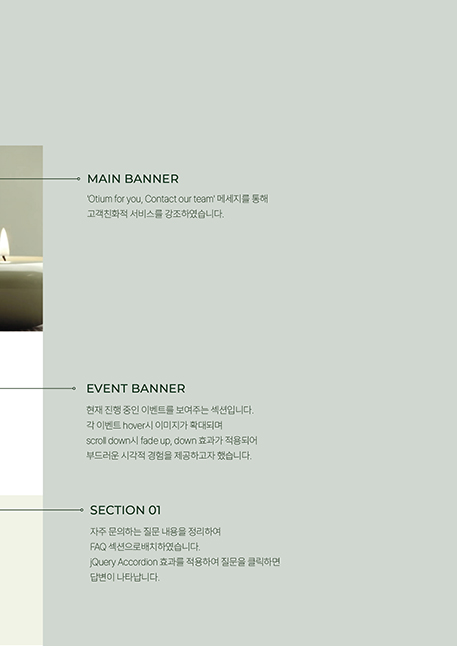 MAIN BANNER
'Otium for you, Contact our team' 메세지를 통해
고객친화적 서비스를 강조하였습니다.
EVENT BANNER
현재 진행 중인 이벤트를 보여주는 섹션입니다.
각 이벤트 hover시 이미지가 확대되며
scroll down시 fade up, down 효과가 적용되어
부드러운 시각적 경험을 제공하고자 했습니다.
SECTION 01
자주 문의하는 질문 내용을 정리하여
FAQ 섹션으로배치하였습니다.
jQuery Accordion 효과를 적용하여 질문을 클릭하면
답변이 나타납니다.